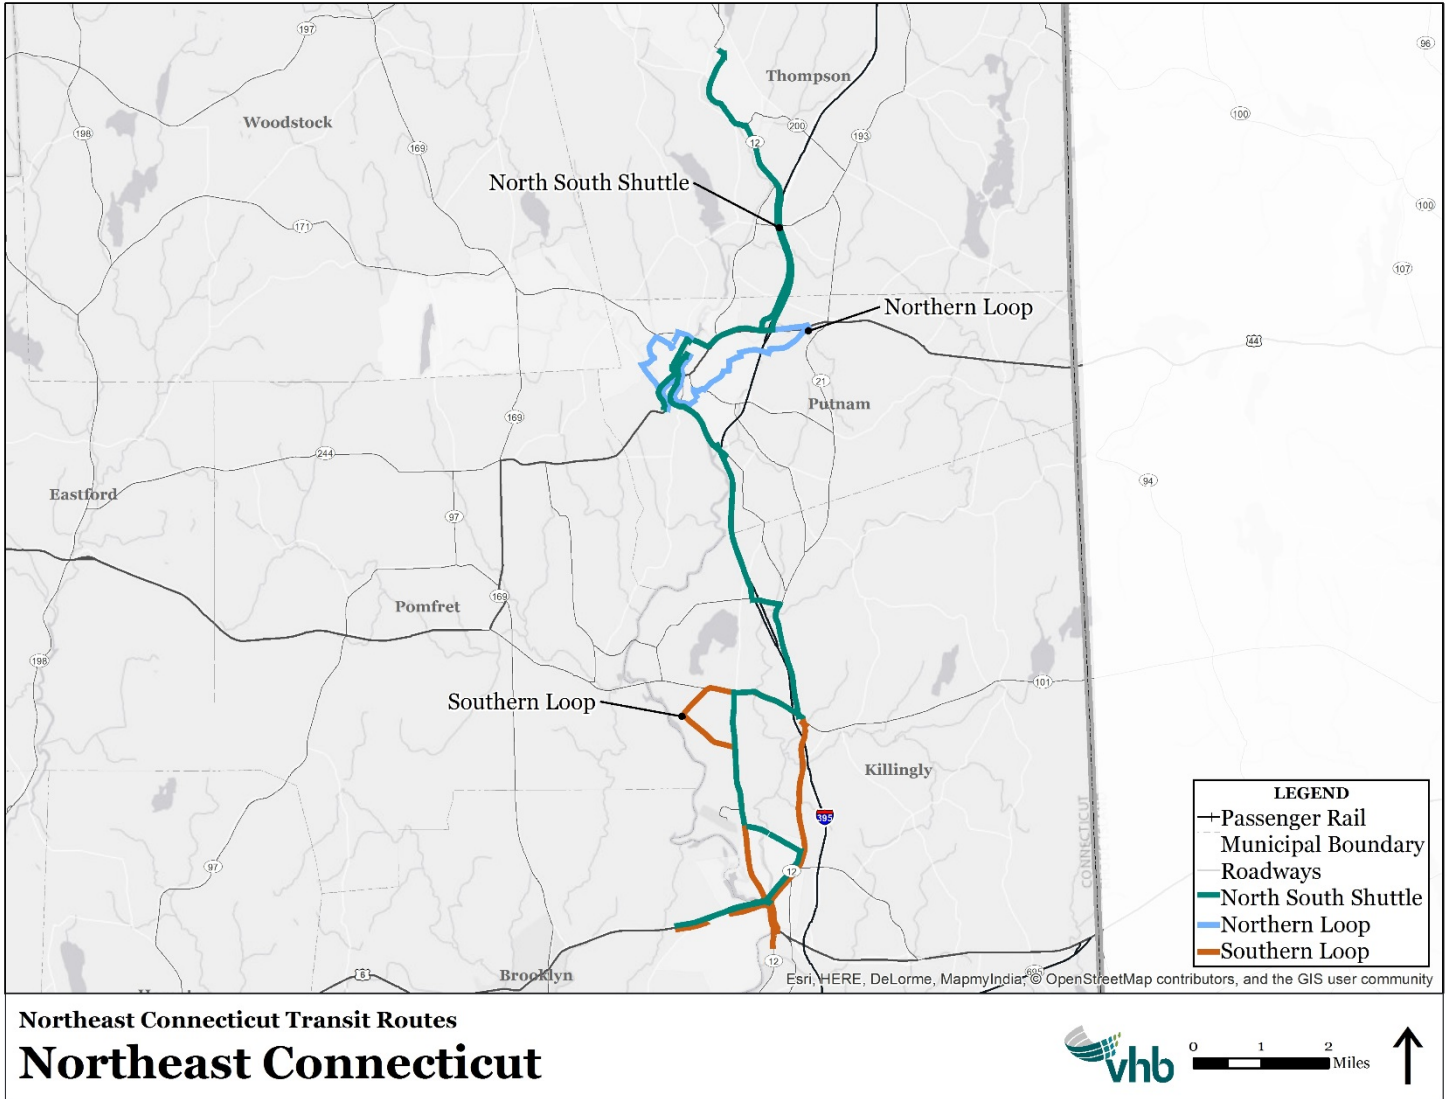 197
96
Thompson
Woodstock
100
200
198
12
193
169
North South Shuttle
100
171
107
Northern Loop
44
21
Putnam
169
244
94
Eastford
97
169
Pomfret
198
101
Southern Loop
Killingly
395
97
12
CONNECTICUT
LEGEND
Passenger Rail
Municipal Boundary
Roadways
North South Shuttle
Northern Loop
Southern Loop
12
6
Brooklyn
695
Esri, HERE, DeLorme, MapmyIndia, © OpenStreetMap contributors, and the GIS user community
Northeast Connecticut Transit Routes
Northeast Connecticut
vhb
0 1 2
Miles